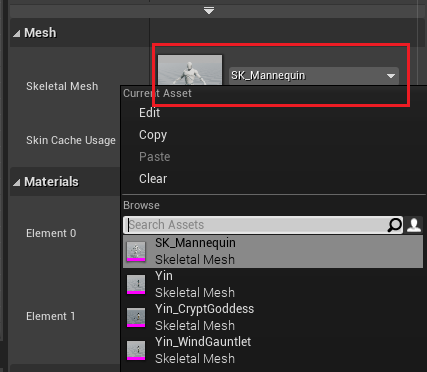 Mesh
Skeletal Mesh
SK_Mannequin
Current Asset
Edit
Skin Cache Usage
Copy
Paste
Clear
Materials
Browse
Element 0
Search Assets
SK_Mannequin
Skeletal Mesh
Yin
Skeletal Mesh
Element 1
Yin_CryptGoddess
Skeletal Mesh
Yin_WindGauntlet
Skeletal Mesh